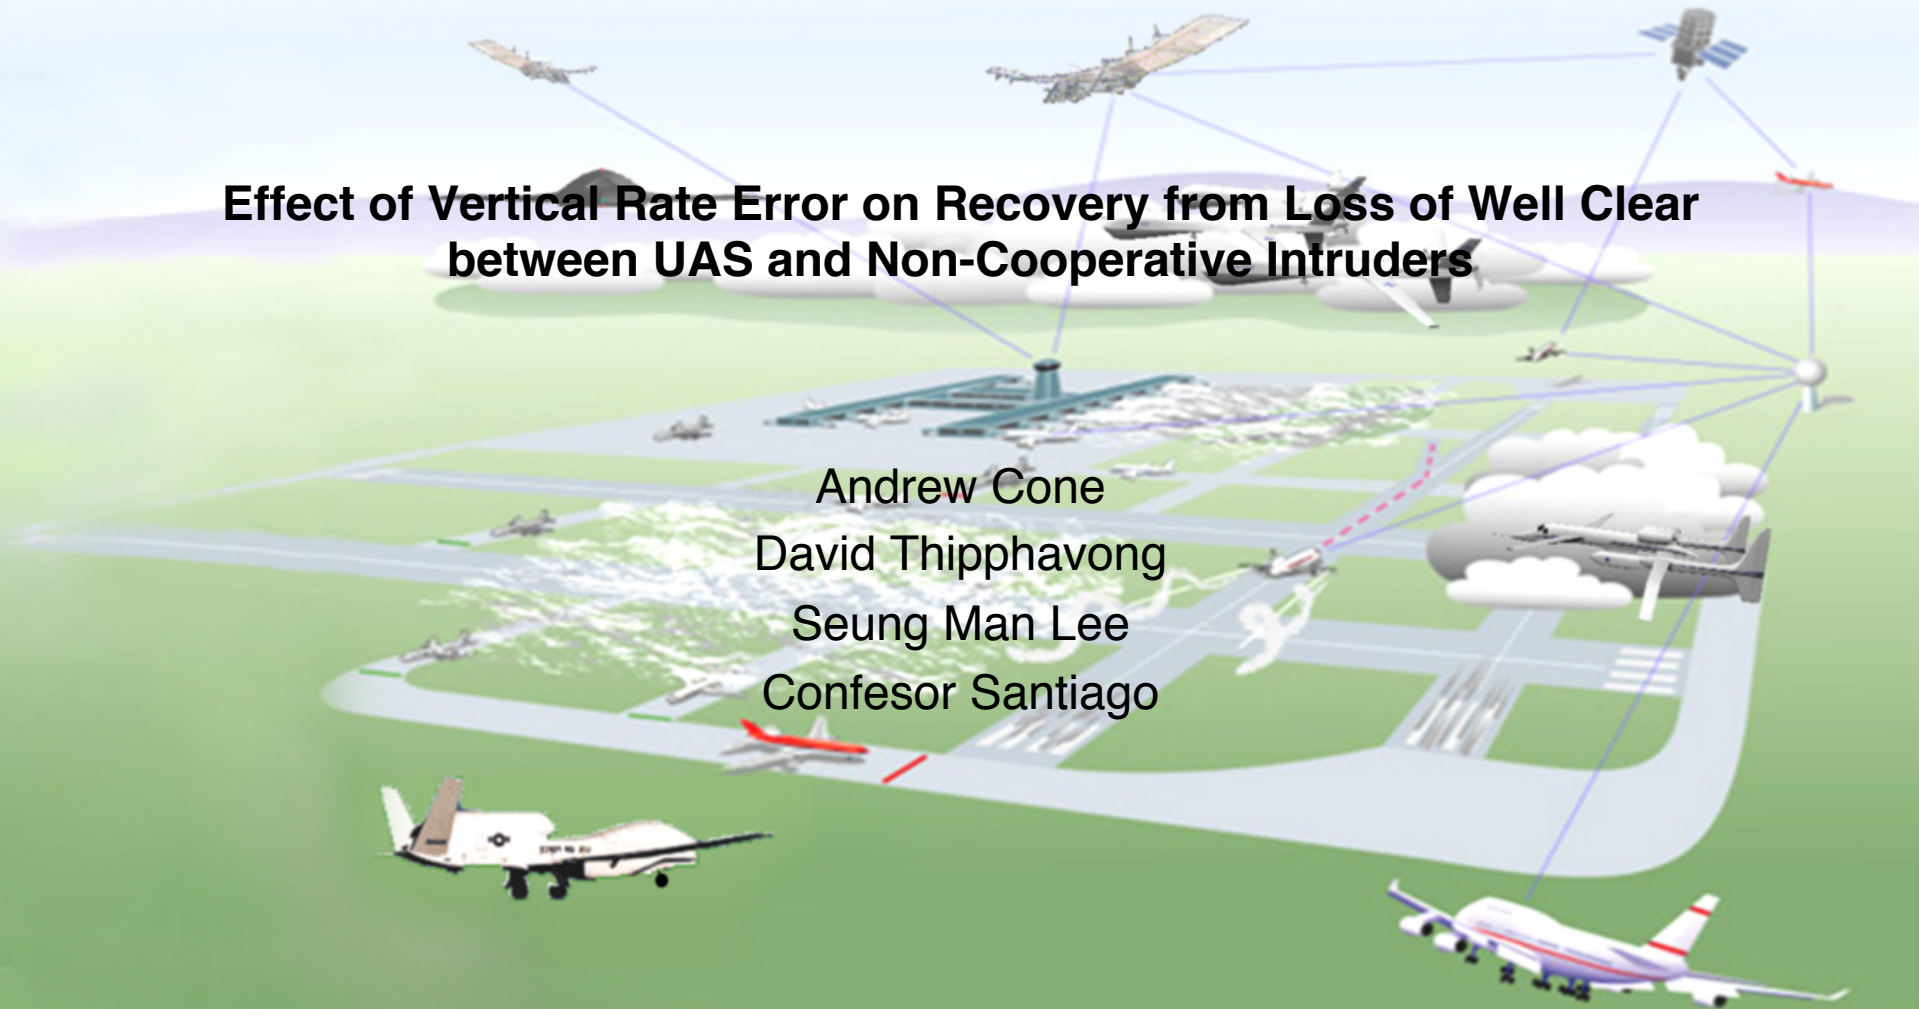 Effect of Vertical Rate Error on Recovery from Loss of Well Clear
between UAS and Non-Cooperative Intruders
Andrew Cone
David Thipphavong
Seung Man Lee
Confesor Santiago